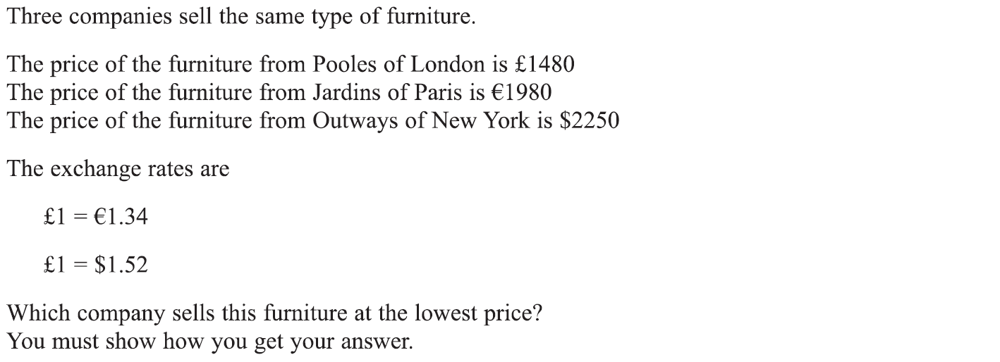 Three companies sell the same type of furniture.
The price of the furniture from Pooles of London is £1480
The price of the furniture from Jardins of Paris is €1980
The price of the furniture from Outways of New York is $2250
The exchange rates are
£1 = €1.34
£1 = $1.52
Which company sells this furniture at the lowest price?
You must show how you get your answer.